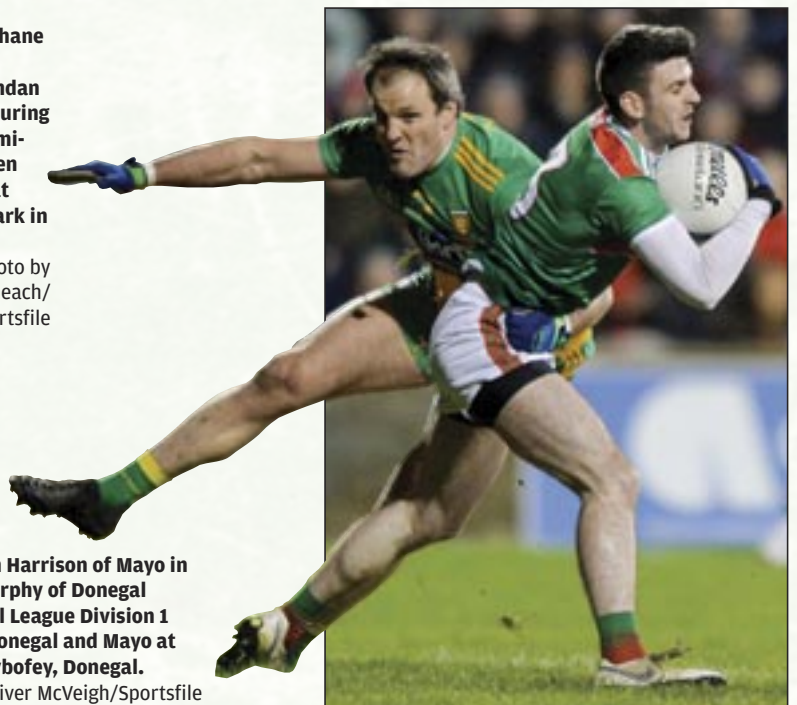 hane
ndan
uring
mi-
en
t
ark in
oto by
each/
rtsfile
n Harrison of Mayo in
rphy of Donegal
l League Division 1
onegal and Mayo at
ybofey, Donegal.
iver McVeigh/Sportsfile